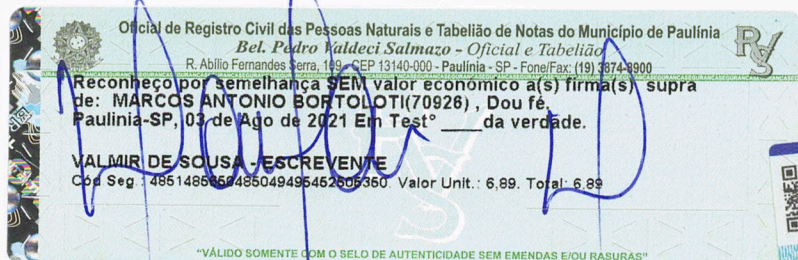 Oficial de Registro Civil das Pessoas Naturais e Tabelião de Notas do Município de Paulínia
Bel. Pedro Valdeci Salmazo - Oficial e Tabelião
R. Abílio Fernandes Serra, 109 - CEP 13140-000 - Paulínia - SP - Fone/Fax: (19) 3874-8900
Reconheço por semelhança SEM valor econômico a(s) firma(s) supra
de: MARCOS ANTONIO BORTOLOTI(70926) , Dou fé.
Paulinia-SP, 03 de Ago de 2021 Em Testº ____da verdade.
VALMIR DE SOUSA - ESCREVENTE
Cód Seg.: Valor Unit.: 6,89. Total: 6,89
"VÁLIDO SOMENTE COM O SELO DE AUTENTICIDADE SEM EMENDAS E/OU RASURAS"